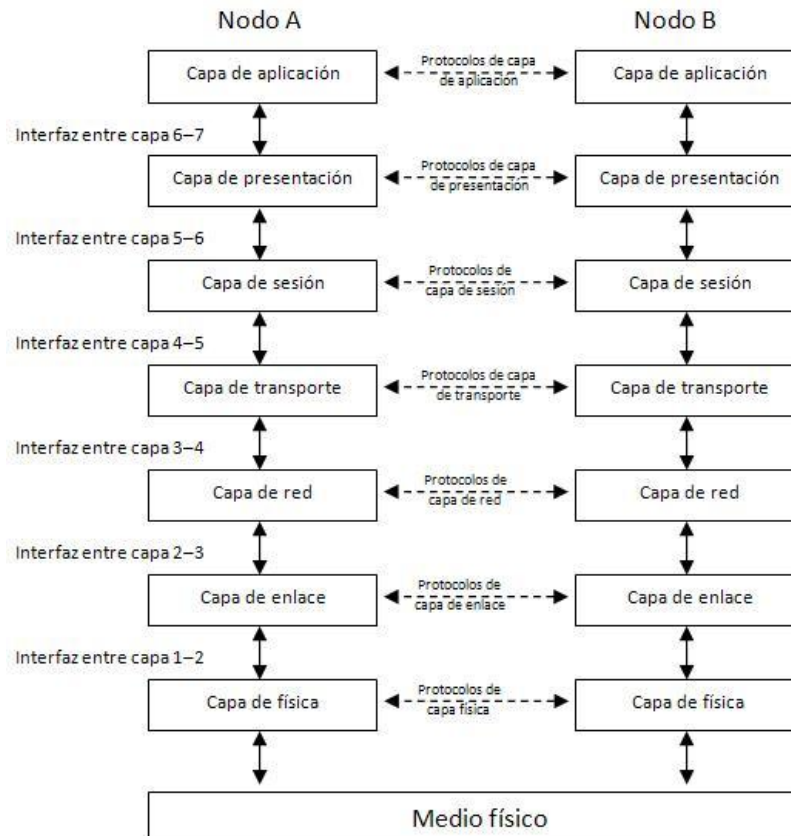 Nodo A
Nodo B
Capa de aplicación
Protocolos de capa
de aplicación
Capa de aplicación
Interfaz entre capa 6–7
Capa de presentación
Protocolos de capa
de presentación
Capa de presentación
Interfaz entre capa 5–6
Capa de sesión
Protocolos de
capa de sesión
Capa de sesión
Interfaz entre capa 4–5
Capa de transporte
Protocolos de capa
de transporte
Capa de transporte
Interfaz entre capa 3–4
Capa de red
Protocolos de
capa de red
Capa de red
Interfaz entre capa 2–3
Capa de enlace
Protocolos de
capa de enlace
Capa de enlace
Interfaz entre capa 1–2
Capa de física
Protocolos de
capa física
Capa de física
Medio físico